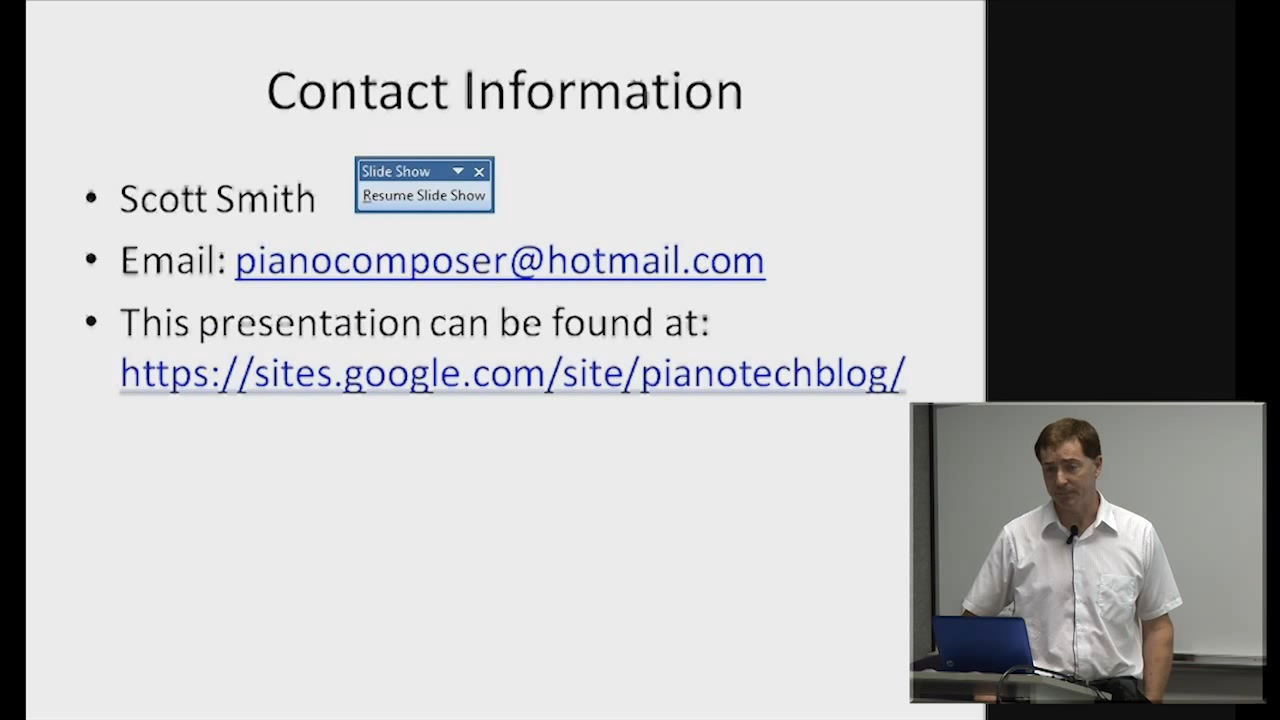 Contact Information
• Scott Smith
Slide Show
Resume Slide Show
• Email: pianocomposer@hotmail.com
• This presentation can be found at:
https://sites.google.com/site/pianotechblog/